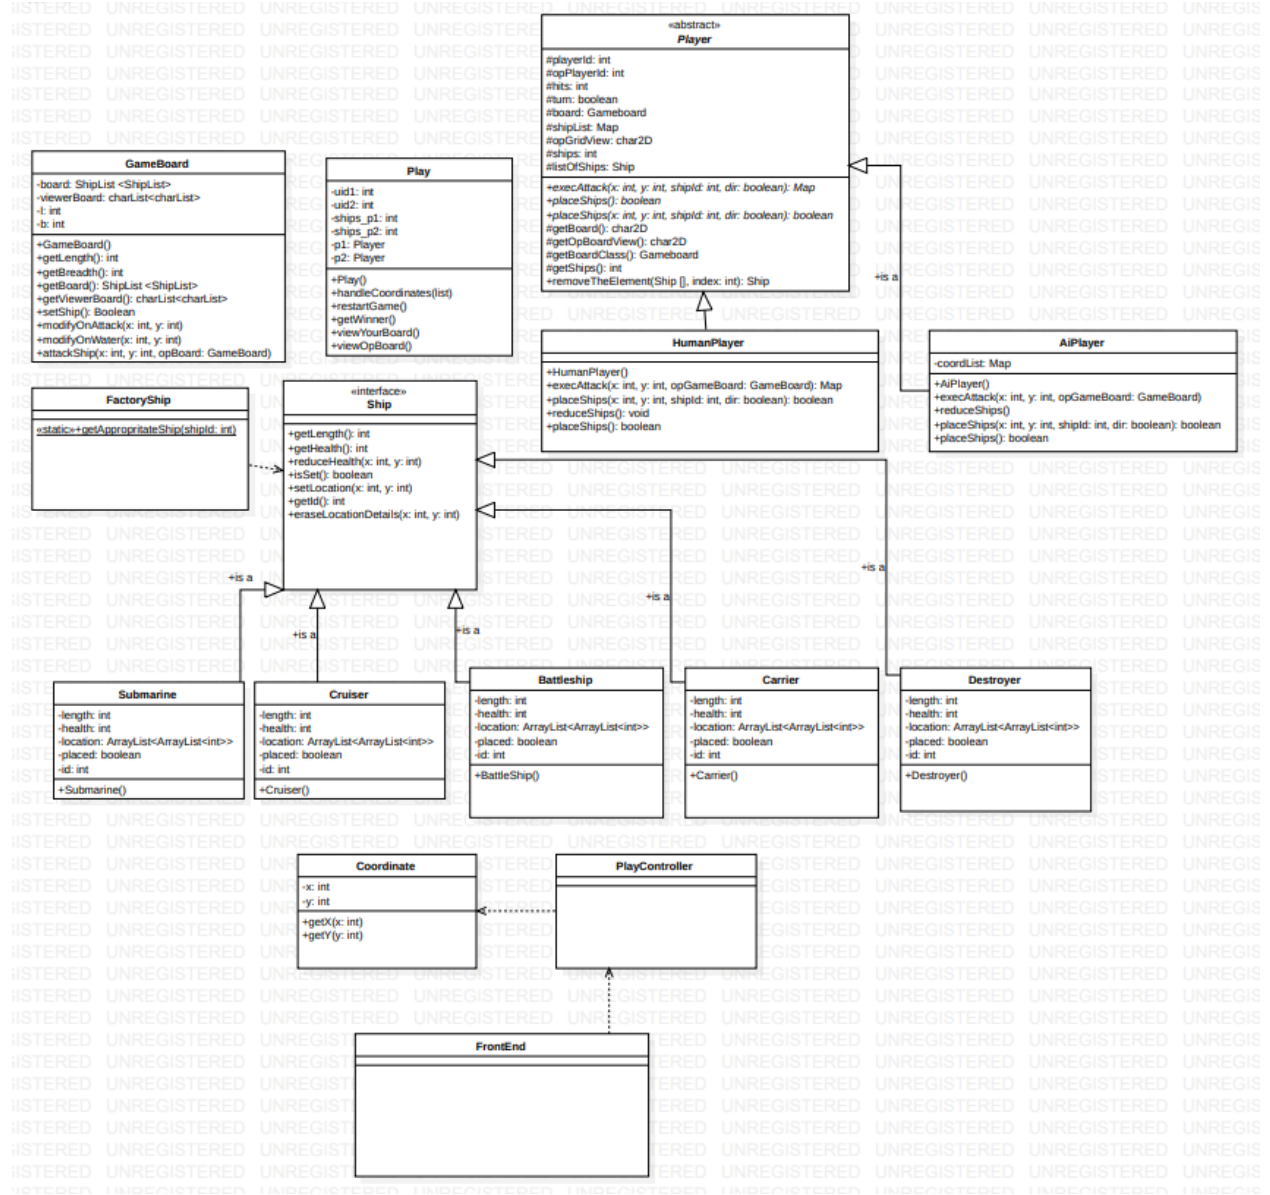 «abstract»
Player
#playerId: int
#opPlayerId: int
#hits: int
#turn: boolean
#board: Gameboard
#shipList: Map
#opGridView: char2D
#ships: int
#listOfShips: Ship
+execAttack(x: int, y: int, shipId: int, dir: boolean): Map
+placeShips(): boolean
+placeShips(x: int, y: int, shipId: int, dir: boolean): boolean
#getBoard(): char2D
#getOpBoardView(): char2D
#getBoardClass(): Gameboard
#getShips(): int
+removeTheElement(Ship [], index: int): Ship
GameBoard
-board: ShipList <ShipList>
-viewerBoard: charList<charList>
-l: int
-b: int
+GameBoard()
+getLength(): int
+getBreadth(): int
+getBoard(): ShipList <ShipList>
+getViewerBoard(): charList<charList>
+setShip(): Boolean
+modifyOnAttack(x: int, y: int)
+modifyOnWater(x: int, y: int)
+attackShip(x: int, y: int, opBoard: GameBoard)
Play
-uid1: int
-uid2: int
-ships_p1: int
-ships_p2: int
-p1: Player
-p2: Player
+Play()
+handleCoordinates(list)
+restartGame()
+getWinner()
+viewYourBoard()
+viewOpBoard()
+is a
HumanPlayer
+HumanPlayer()
+execAttack(x: int, y: int, opGameBoard: GameBoard): Map
+placeShips(x: int, y: int, shipId: int, dir: boolean): boolean
+reduceShips(): void
+placeShips(): boolean
AiPlayer
-coordList: Map
+AiPlayer()
+execAttack(x: int, y: int, opGameBoard: GameBoard)
+reduceShips()
+placeShips(x: int, y: int, shipId: int, dir: boolean): boolean
+placeShips(): boolean
FactoryShip
«static»+getAppropritateShip(shipId: int)
«interface»
Ship
+getLength(): int
+getHealth(): int
+reduceHealth(x: int, y: int)
+isSet(): boolean
+setLocation(x: int, y: int)
+getId(): int
+eraseLocationDetails(x: int, y: int)
+is a
+is a
+is a
+is a
+is a
Submarine
-length: int
-health: int
-location: ArrayList<ArrayList<int>>
-placed: boolean
-id: int
+Submarine()
Cruiser
-length: int
-health: int
-location: ArrayList<ArrayList<int>>
-placed: boolean
-id: int
+Cruiser()
Battleship
-length: int
-health: int
-location: ArrayList<ArrayList<int>>
-placed: boolean
-id: int
+BattleShip()
Carrier
-length: int
-health: int
-location: ArrayList<ArrayList<int>>
-placed: boolean
-id: int
+Carrier()
Destroyer
-length: int
-health: int
-location: ArrayList<ArrayList<int>>
-placed: boolean
-id: int
+Destroyer()
Coordinate
-x: int
-y: int
+getX(x: int)
+getY(y: int)
PlayController
FrontEnd
UNREGISTERED